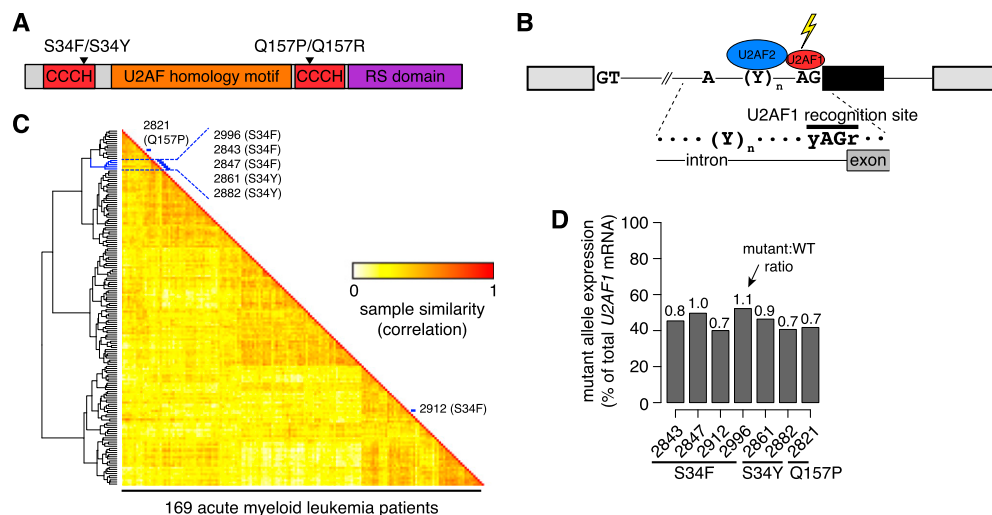 A
S34F/S34Y
Q157P/Q157R
CCCH
U2AF homology motif
CCCH
RS domain
B
U2AF2
U2AF1
GT
//
A
(Y)n
AG
U2AF1 recognition site
(Y)n
yAGr
intron
exon
C
2821
(Q157P)
2996 (S34F)
2843 (S34F)
2847 (S34F)
2861 (S34Y)
2882 (S34Y)
0
1
sample similarity
(correlation)
2912 (S34F)
169 acute myeloid leukemia patients
D
mutant allele expression
(% of total U2AF1 mRNA)
100
80
60
40
20
0
mutant:WT
ratio
0.8
1.0
0.7
1.1
0.9
0.7
0.7
2843
2847
2912
2996
2861
2882
2821
S34F
S34Y
Q157P